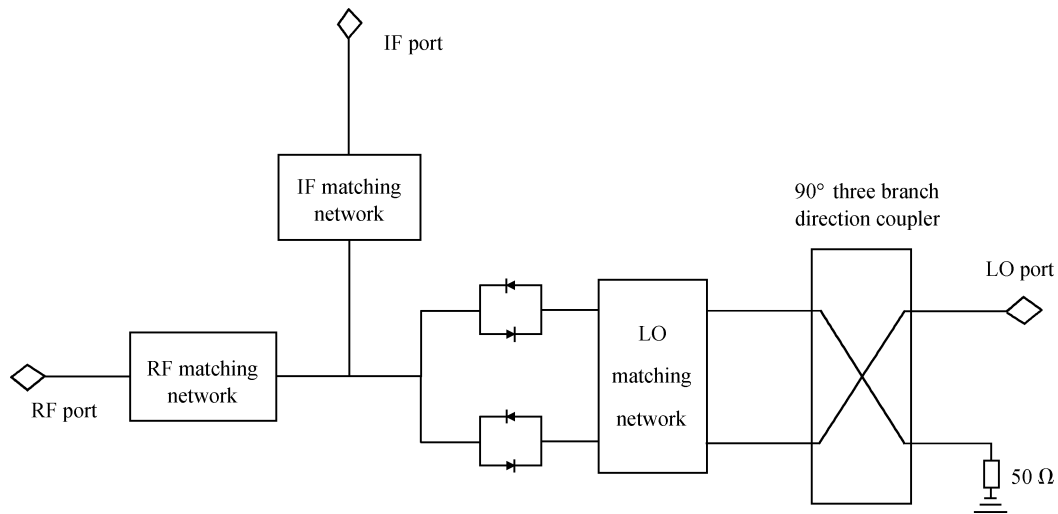 IF port
IF matching
network
90° three branch
direction coupler
LO port
LO
matching
network
RF matching
network
RF port
50 Ω